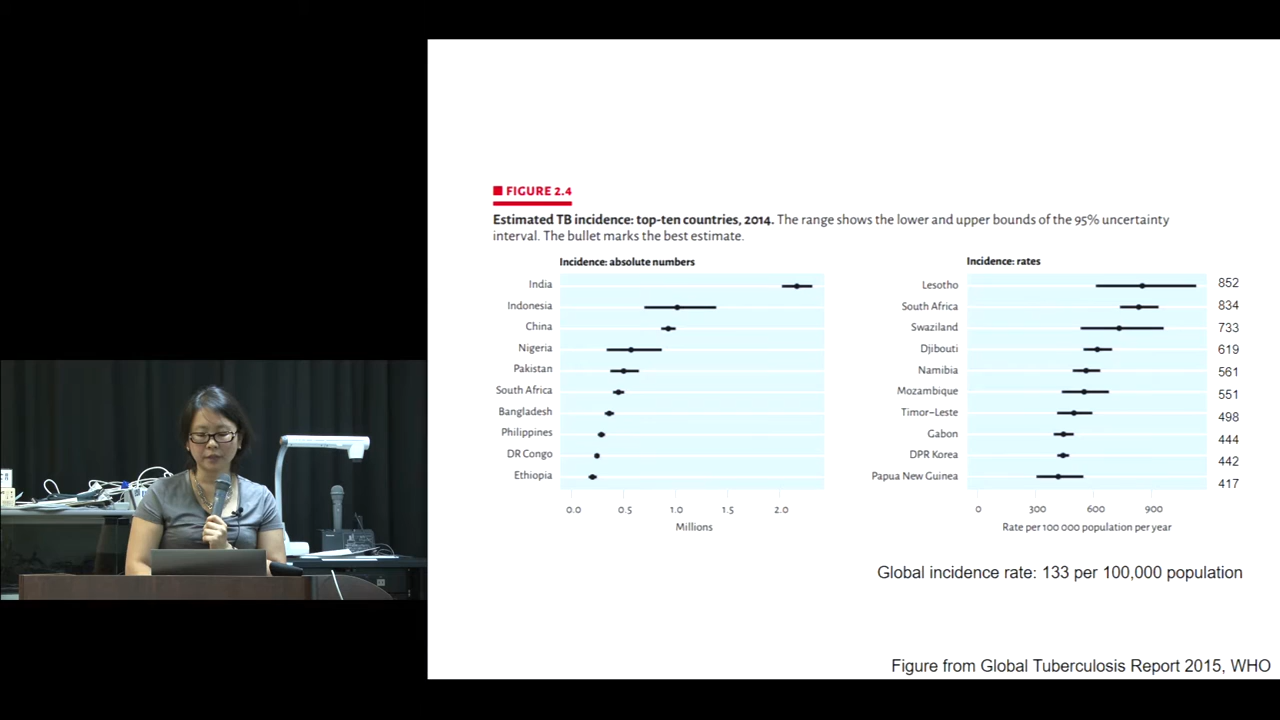 FIGURE 2.4
Estimated TB incidence: top-ten countries, 2014. The range shows the lower and upper bounds of the 95% uncertainty
interval. The bullet marks the best estimate.
Incidence: absolute numbers
India
Indonesia
China
Nigeria
Pakistan
South Africa
Bangladesh
Philippines
DR Congo
Ethiopia
0.0 0.5 1.0 1.5 2.0
Millions
Incidence: rates
Lesotho 852
South Africa 834
Swaziland 733
Djibouti 619
Namibia 561
Mozambique 551
Timor–Leste 498
Gabon 444
DPR Korea 442
Papua New Guinea 417
0 300 600 900
Rate per 100 000 population per year
Global incidence rate: 133 per 100,000 population
Figure from Global Tuberculosis Report 2015, WHO